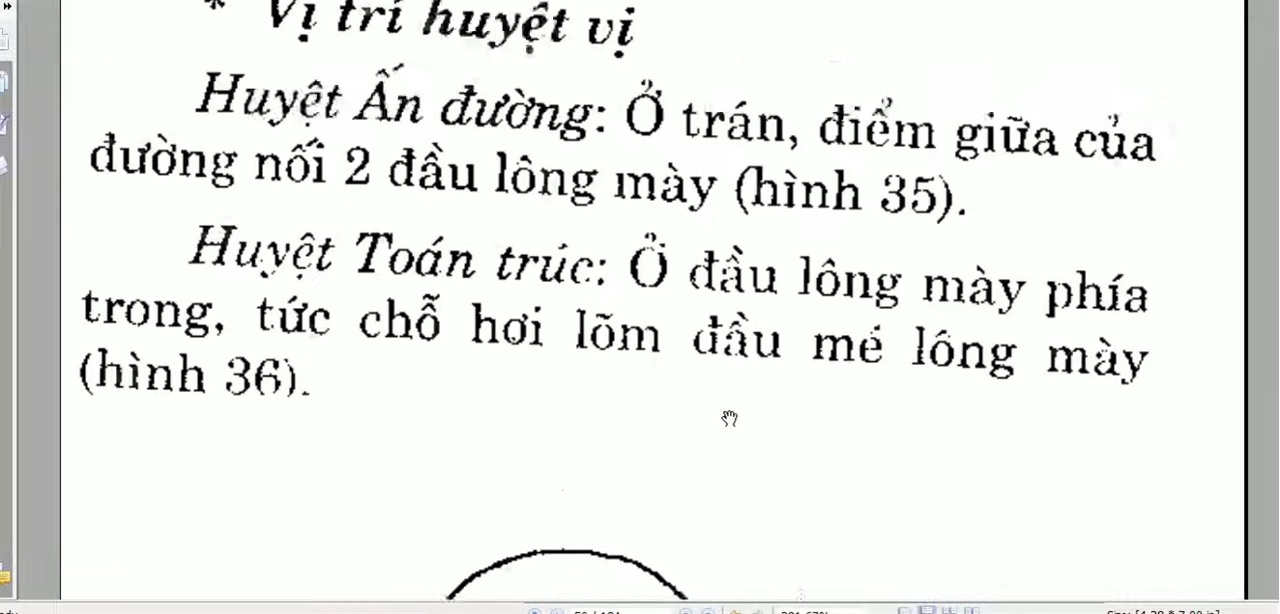 * Vị trí huyệt vị
Huyệt Ấn đường: Ở trán, điểm giữa của
đường nối 2 đầu lông mày (hình 35).
Huyệt Toán trúc: Ở đầu lông mày phía
trong, tức chỗ hơi lõm đầu mé lông mày
(hình 36).